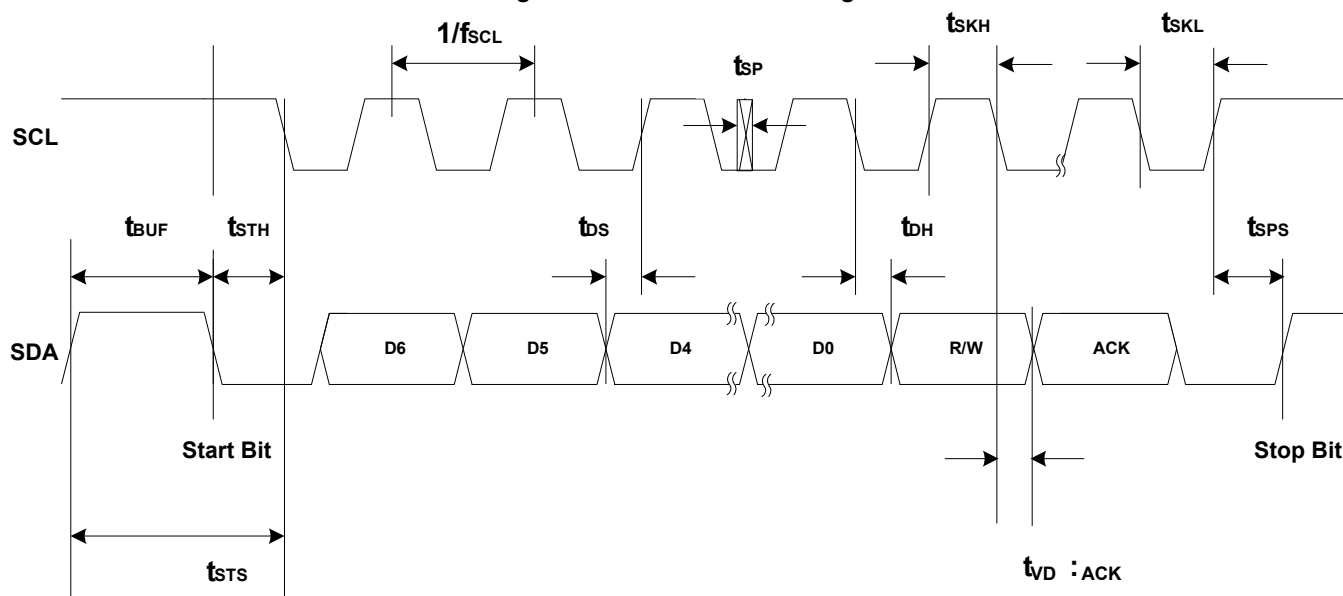 1/fSCL
tSKH
tSKL
tSP
SCL
tBUF
tSTH
tDS
tDH
tSPS
SDA
D6
D5
D4
D0
R/W
ACK
Start Bit
Stop Bit
tSTS
tVD :ACK